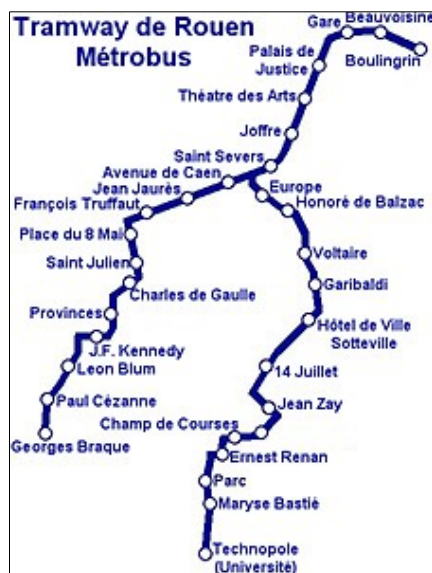 Tramway de Rouen
Métrobus
Gare
Beauvoisine
Boulingrin
Palais de
Justice
Théatre des Arts
Joffre
Saint Severs
Avenue de Caen
Jean Jaurès
François Truffaut
Place du 8 Mai
Saint Julien
Charles de Gaulle
Provinces
J.F. Kennedy
Leon Blum
Paul Cézanne
Georges Braque
Europe
Honoré de Balzac
Voltaire
Garibaldi
Hôtel de Ville
Sotteville
14 Juillet
Jean Zay
Champ de Courses
Ernest Renan
Parc
Maryse Bastié
Technopole
(Université)